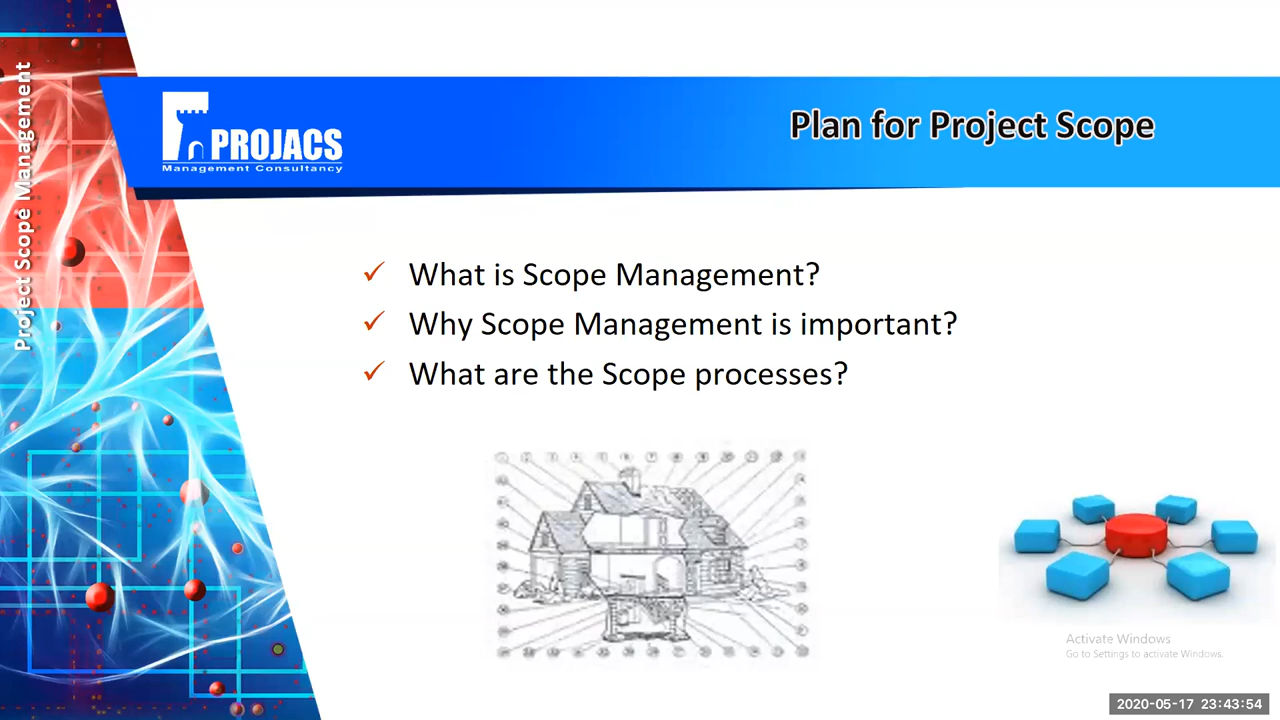 Project Scope Management
PROJACS
Management Consultancy
Plan for Project Scope
What is Scope Management?
Why Scope Management is important?
What are the Scope processes?
Activate Windows
Go to Settings to activate Windows.
2020-05-17 23:43:54